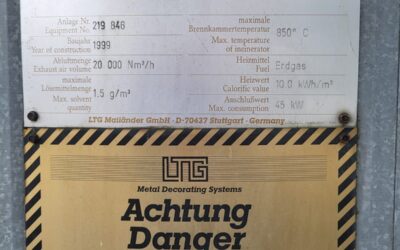 Anlage Nr. 219 848 maximale
Equipment No. Brennkammertemperatur 850° C
Baujahr 1999 Max. temperature
Year of construction of ineinerator
Abluftmenge 20 000 Nm³/h Heizmittel Erdgas
Exhaust air volume Fuel
maximale Heizwert 10.0 kWh/m³
Lösemittelmenge 1,5 g/m³ Calorific value
Max. solvent Anschlußwert 45 kW
quantity Max. consumption
LTG Mailänder GmbH · D-70437 Stuttgart - Germany
LTG
Metal Decorating Systems
Achtung
Danger